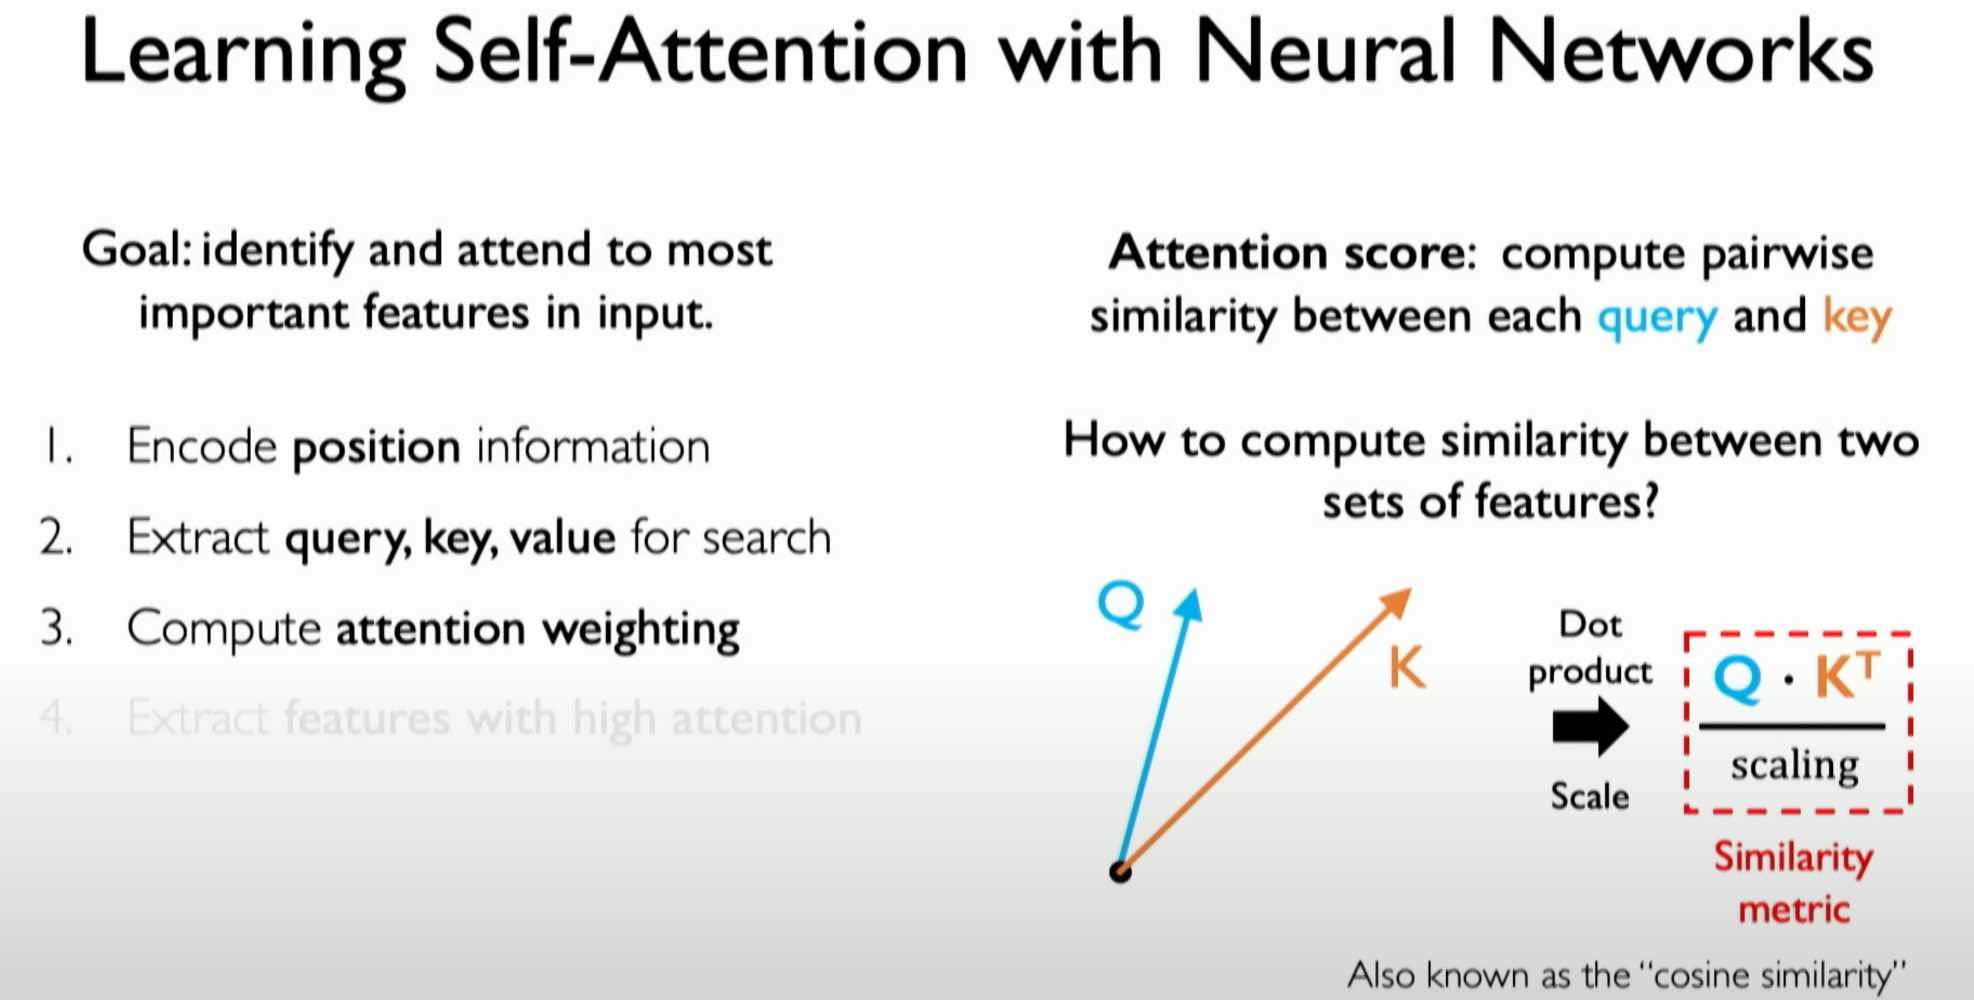 Learning Self-Attention with Neural Networks
Goal: identify and attend to most
important features in input.
1. Encode position information
2. Extract query, key, value for search
3. Compute attention weighting
4. Extract features with high attention
Attention score: compute pairwise
similarity between each query and key
How to compute similarity between two
sets of features?
Q
K
Dot
product
Scale
Q · Kᵀ
scaling
Similarity
metric
Also known as the “cosine similarity”